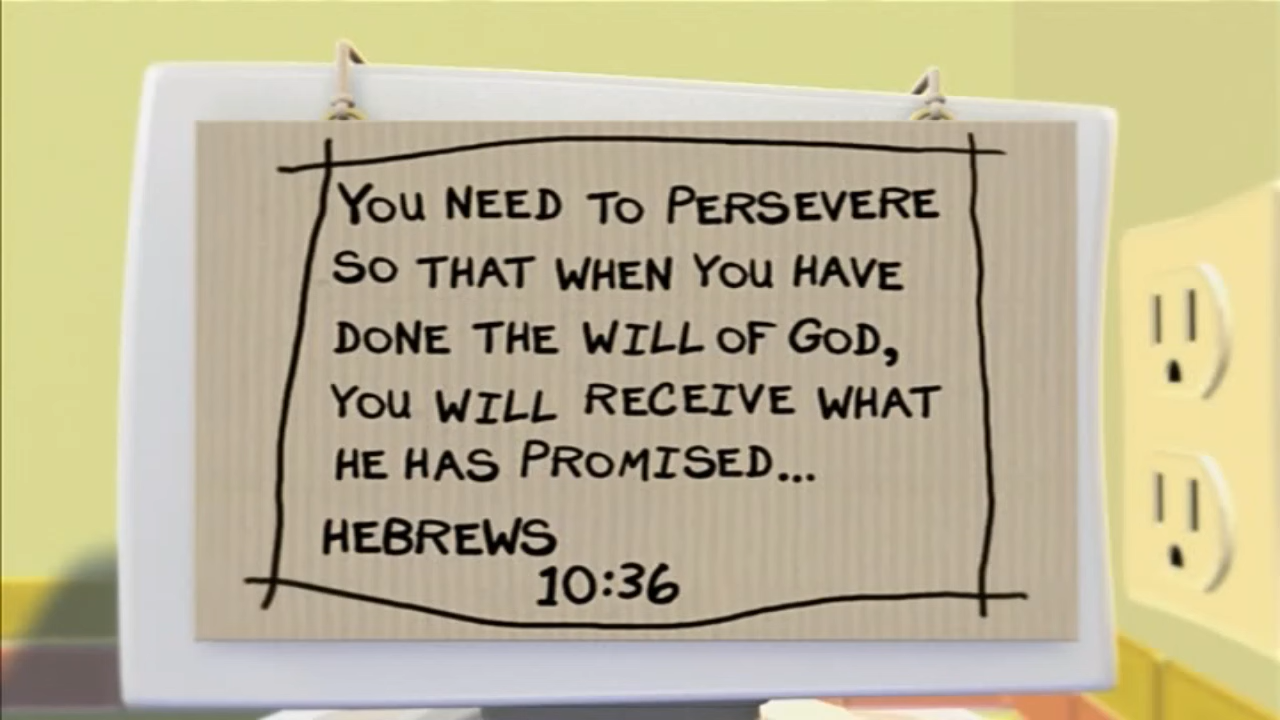 YOU NEED TO PERSEVERE
SO THAT WHEN YOU HAVE
DONE THE WILL OF GOD,
YOU WILL RECEIVE WHAT
HE HAS PROMISED...
HEBREWS
10:36